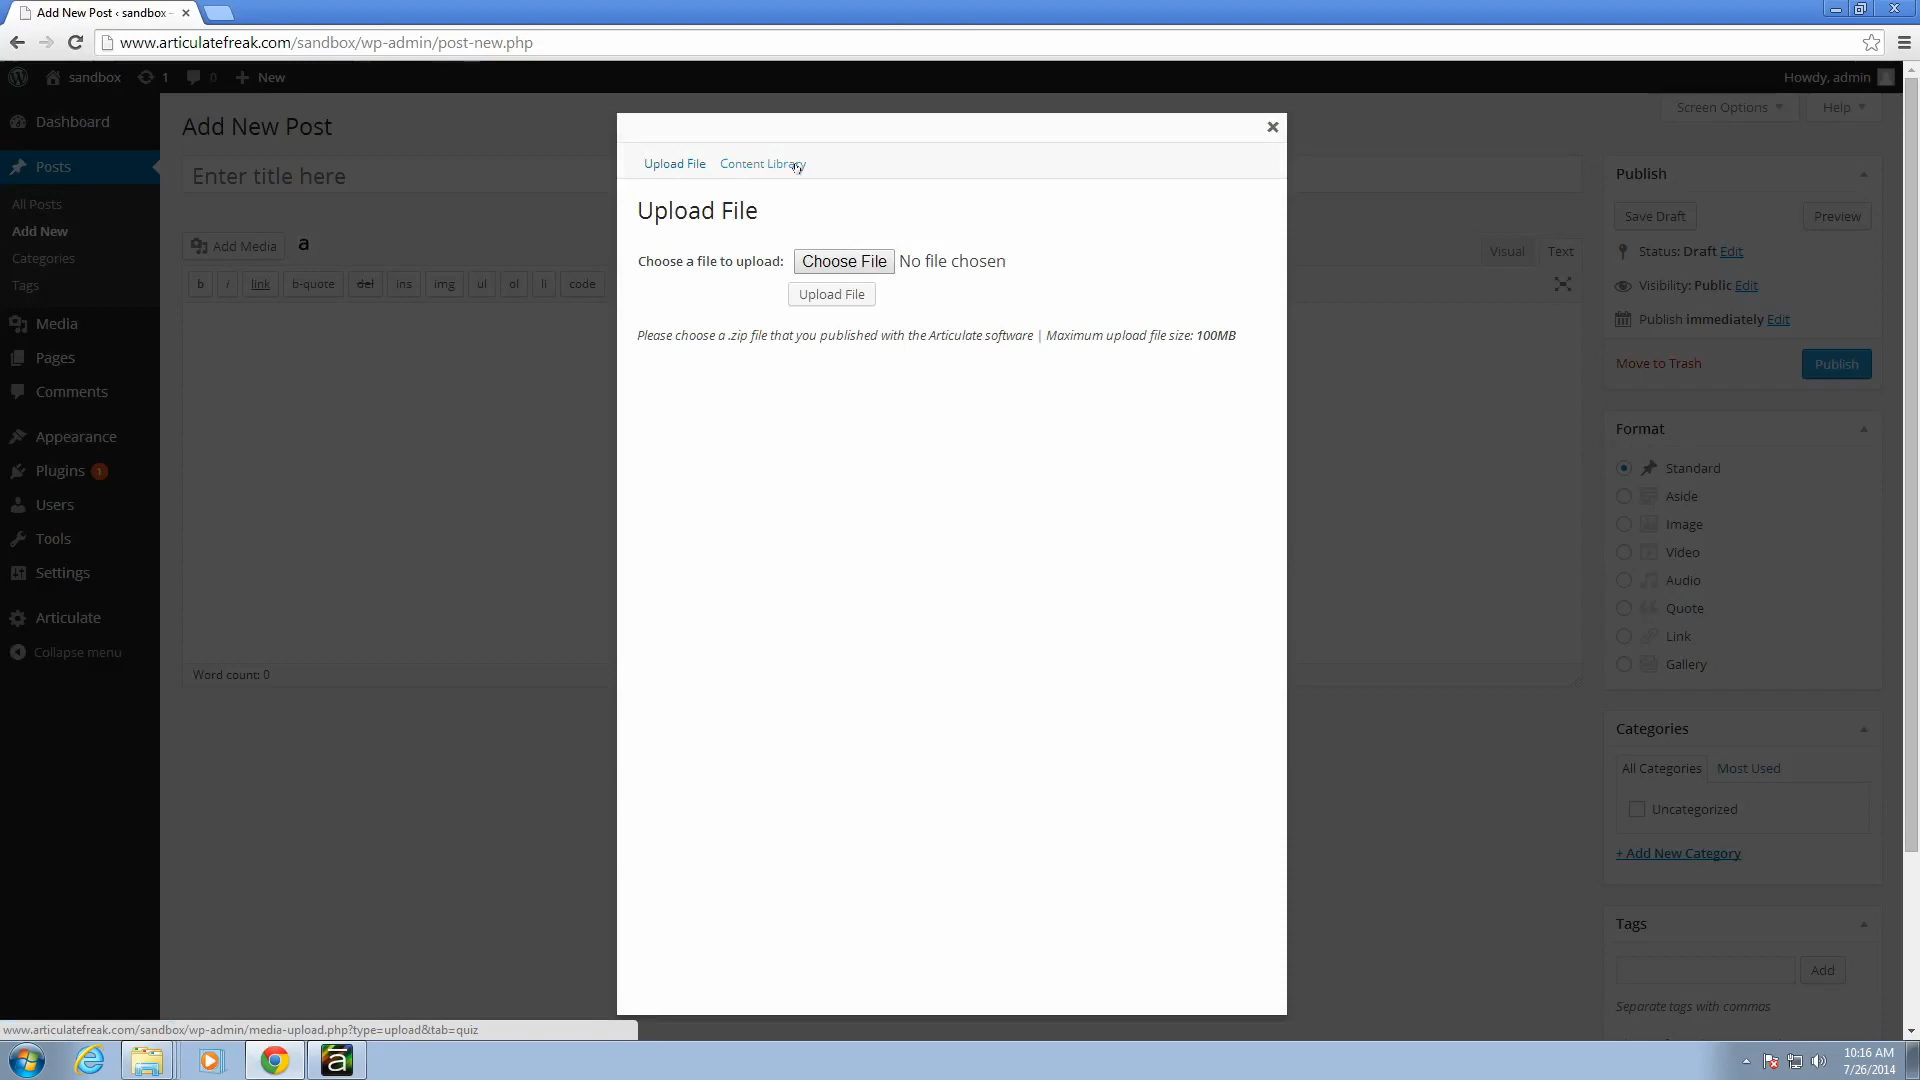 Add New Post ‹ sandbox -
www.articulatefreak.com/sandbox/wp-admin/post-new.php
sandbox 1 0 New Howdy, admin
Screen Options Help
Dashboard
Posts
All Posts
Add New
Categories
Tags
Media
Pages
Comments
Appearance
Plugins 1
Users
Tools
Settings
Articulate
Collapse menu
Add New Post
Enter title here
Add Media a
Visual Text
b i link b-quote del ins img ul ol li code
Word count: 0
Upload File Content Library
Upload File
Choose a file to upload: Choose File No file chosen
Upload File
Please choose a .zip file that you published with the Articulate software | Maximum upload file size: 100MB
Publish
Save Draft Preview
Status: Draft Edit
Visibility: Public Edit
Publish immediately Edit
Move to Trash Publish
Format
Standard
Aside
Image
Video
Audio
Quote
Link
Gallery
Categories
All Categories Most Used
Uncategorized
+ Add New Category
Tags
Add
Separate tags with commas
www.articulatefreak.com/sandbox/wp-admin/media-upload.php?type=upload&tab=quiz
10:16 AM
7/26/2014